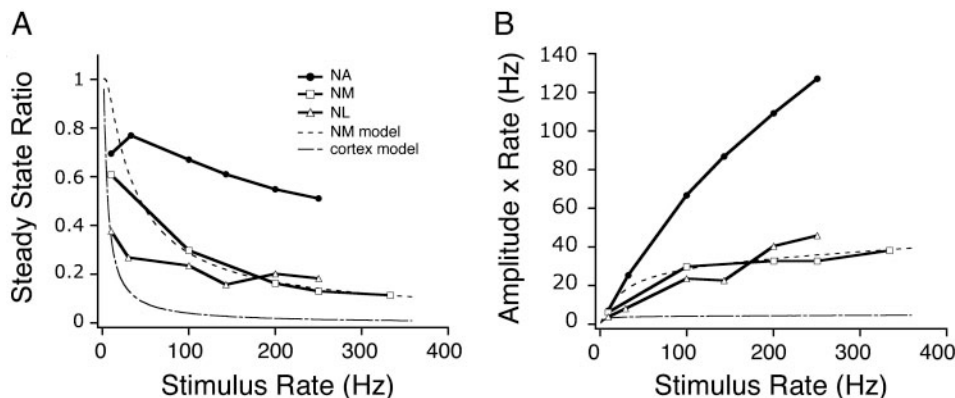 A
B
Steady State Ratio
1
0.8
0.6
0.4
0.2
0
0
100
200
300
400
Stimulus Rate (Hz)
NA
NM
NL
NM model
cortex model
Amplitude x Rate (Hz)
140
120
100
80
60
40
20
0
0
100
200
300
400
Stimulus Rate (Hz)